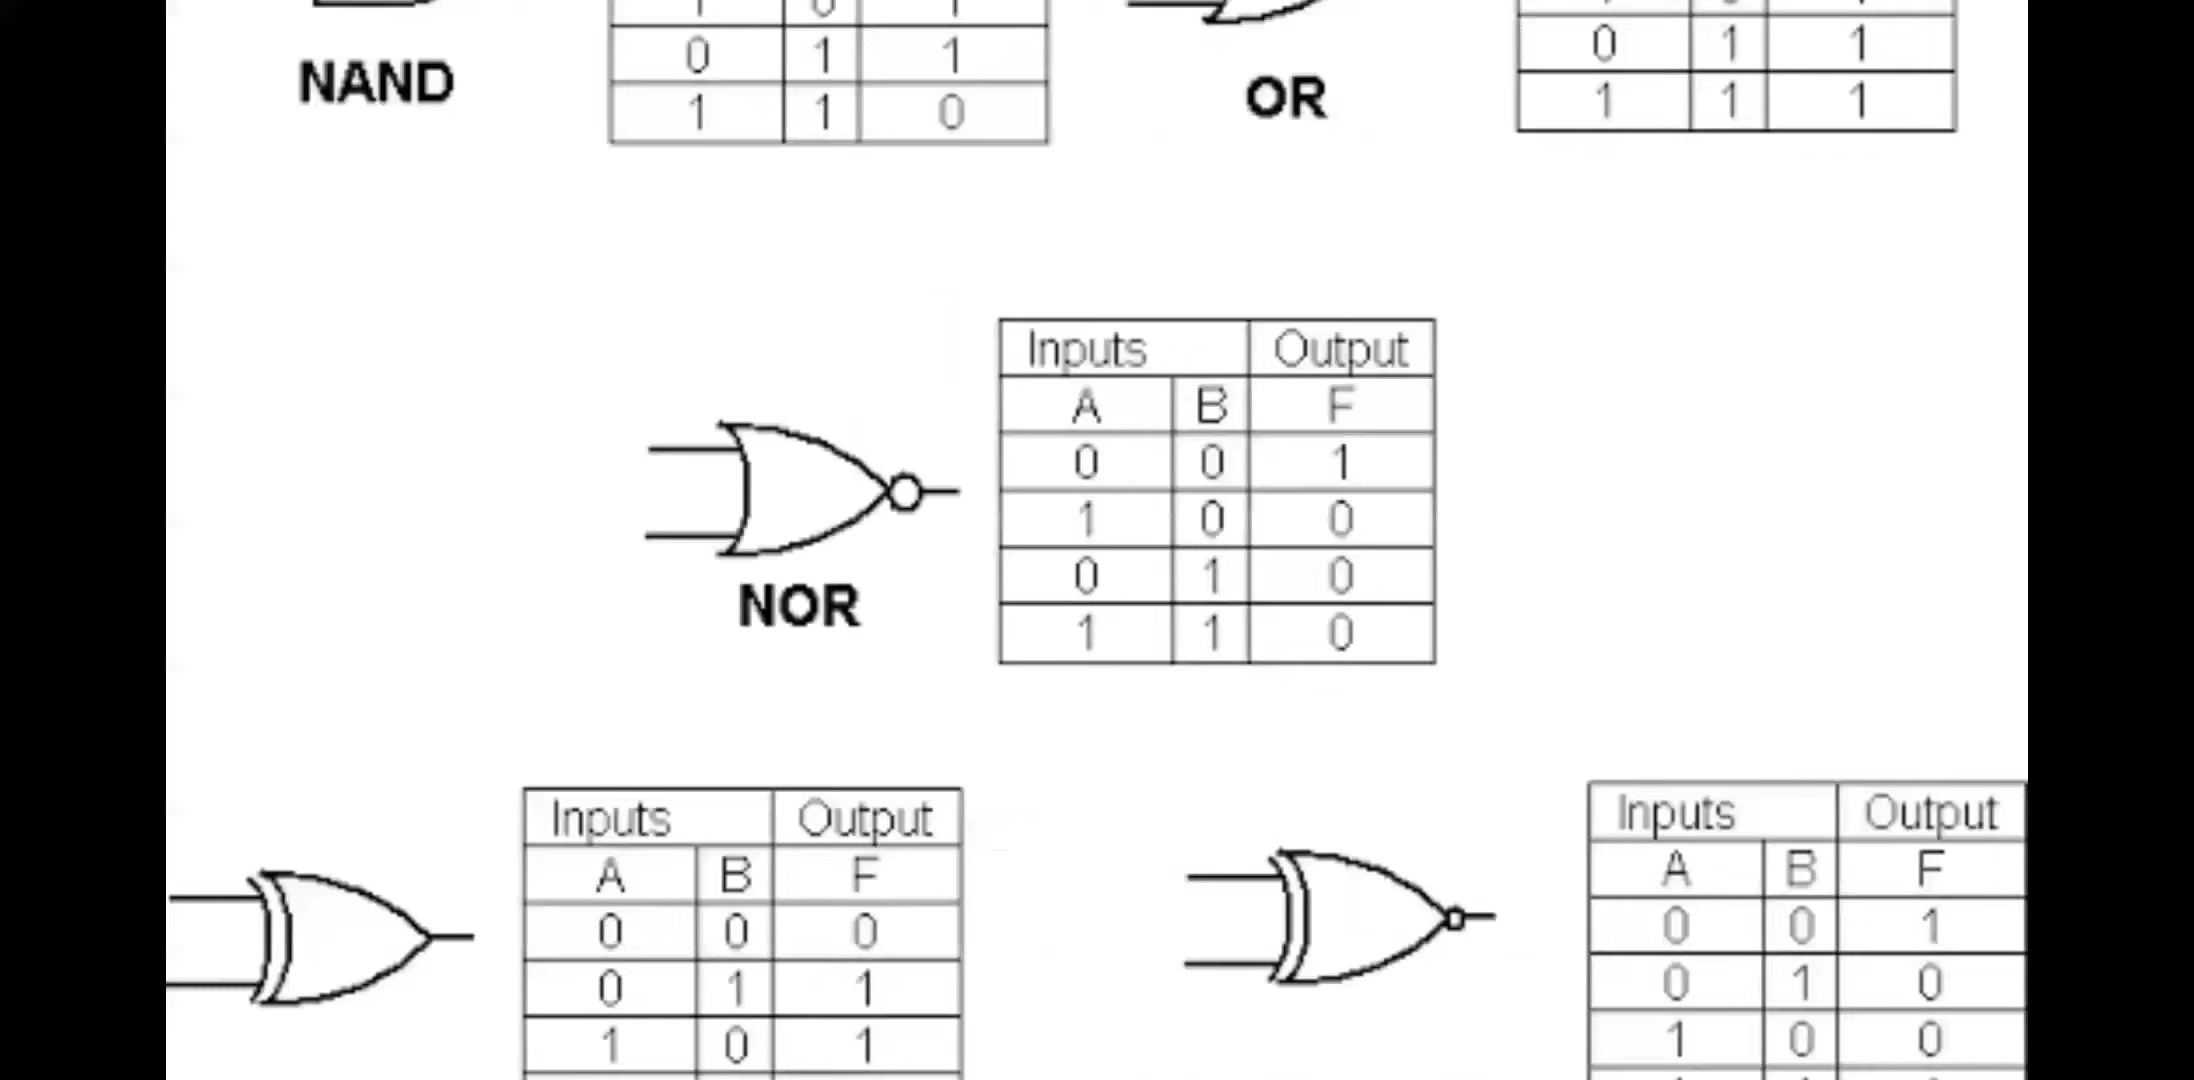 0 1 1
1 1 0
NAND
0 1 1
1 1 1
OR
Inputs Output
A B F
0 0 1
1 0 0
0 1 0
1 1 0
NOR
Inputs Output
A B F
0 0 0
0 1 1
1 0 1
Inputs Output
A B F
0 0 1
0 1 0
1 0 0